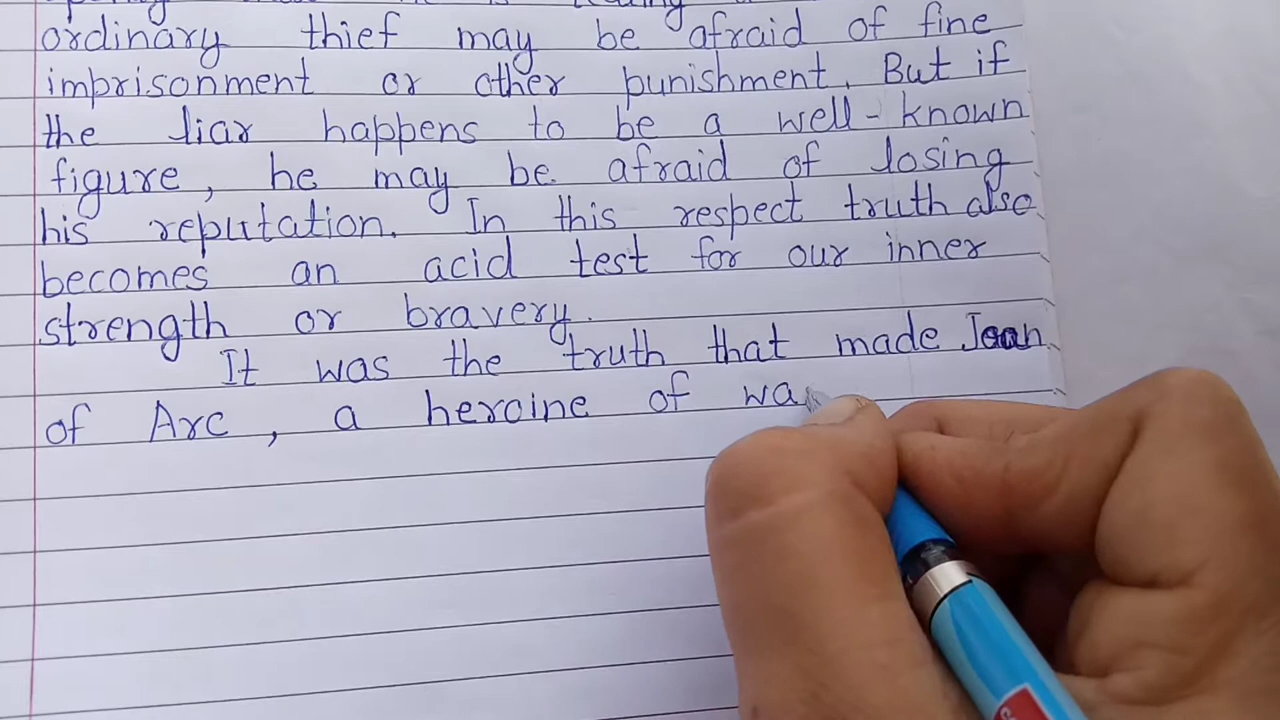 ordinary thief may be afraid of fine
imprisonment or other punishment. But if
the liar happens to be a well-known
figure, he may be afraid of losing
his reputation. In this respect truth also
becomes an acid test for our inner
strength or bravery.
It was the truth that made Joan
of Arc, a heroine of wa